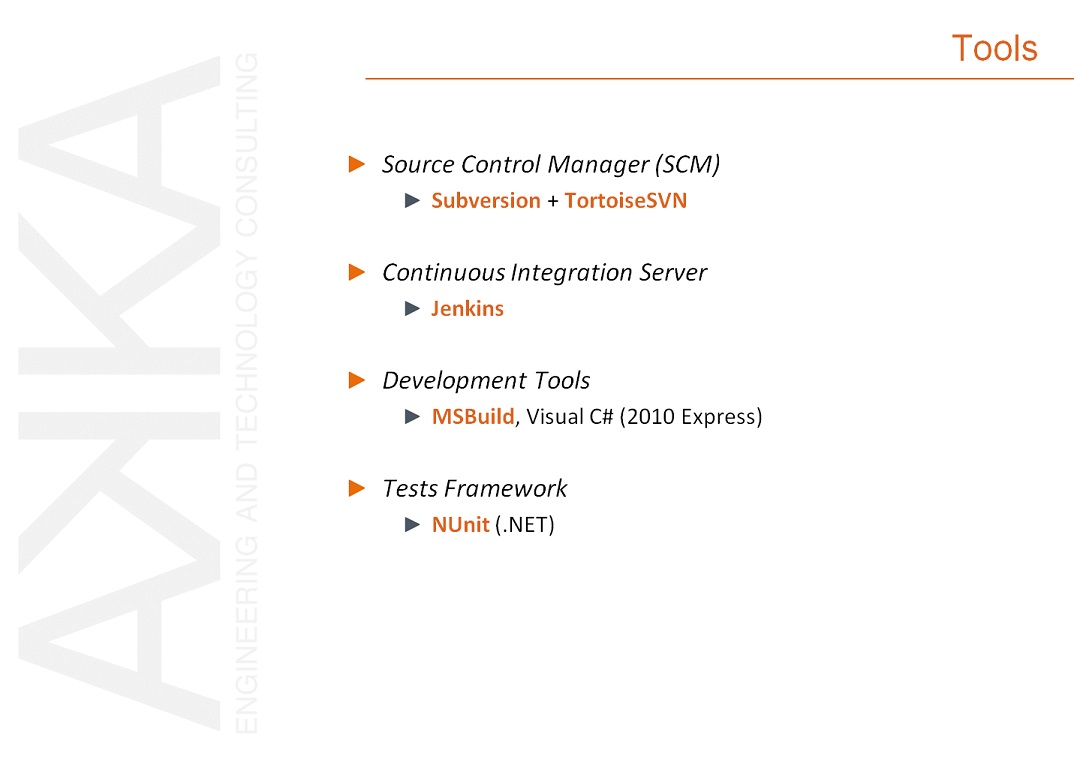 Tools
► Source Control Manager (SCM)
► Subversion + TortoiseSVN
► Continuous Integration Server
► Jenkins
► Development Tools
► MSBuild, Visual C# (2010 Express)
► Tests Framework
► NUnit (.NET)
AKKA
ENGINEERING AND TECHNOLOGY CONSULTING